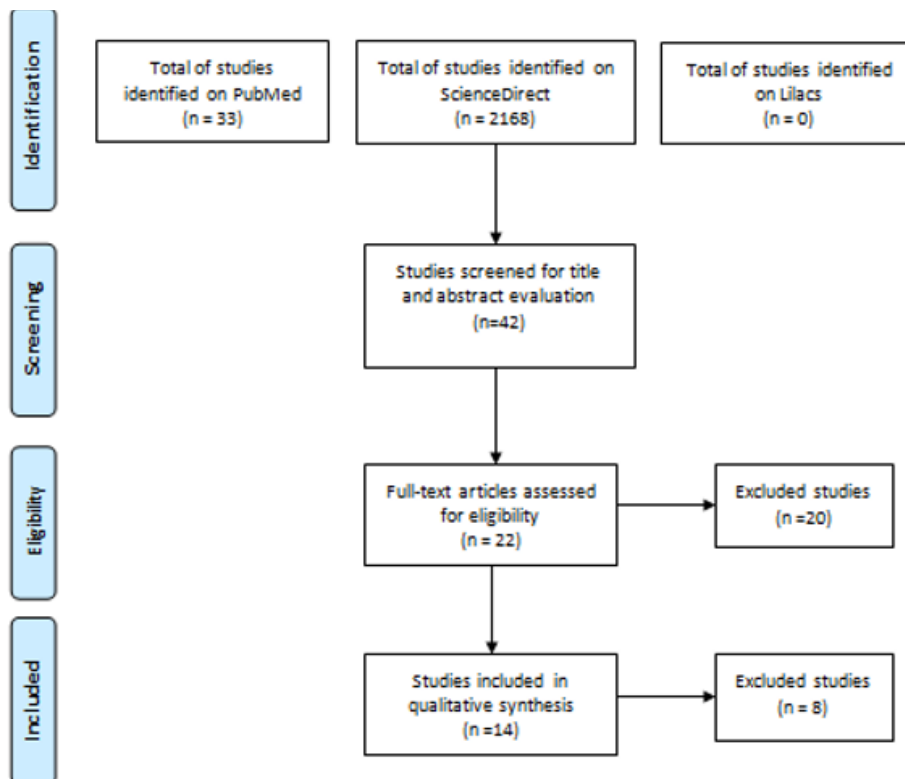 Identification
Total of studies
identified on PubMed
(n = 33)
Total of studies identified on
ScienceDirect
(n = 2168)
Total of studies identified
on Lilacs
(n = 0)
Screening
Studies screened for title
and abstract evaluation
(n=42)
Eligibility
Full-text articles assessed
for eligibility
(n = 22)
Excluded studies
(n =20)
Included
Studies included in
qualitative synthesis
(n =14)
Excluded studies
(n = 8)